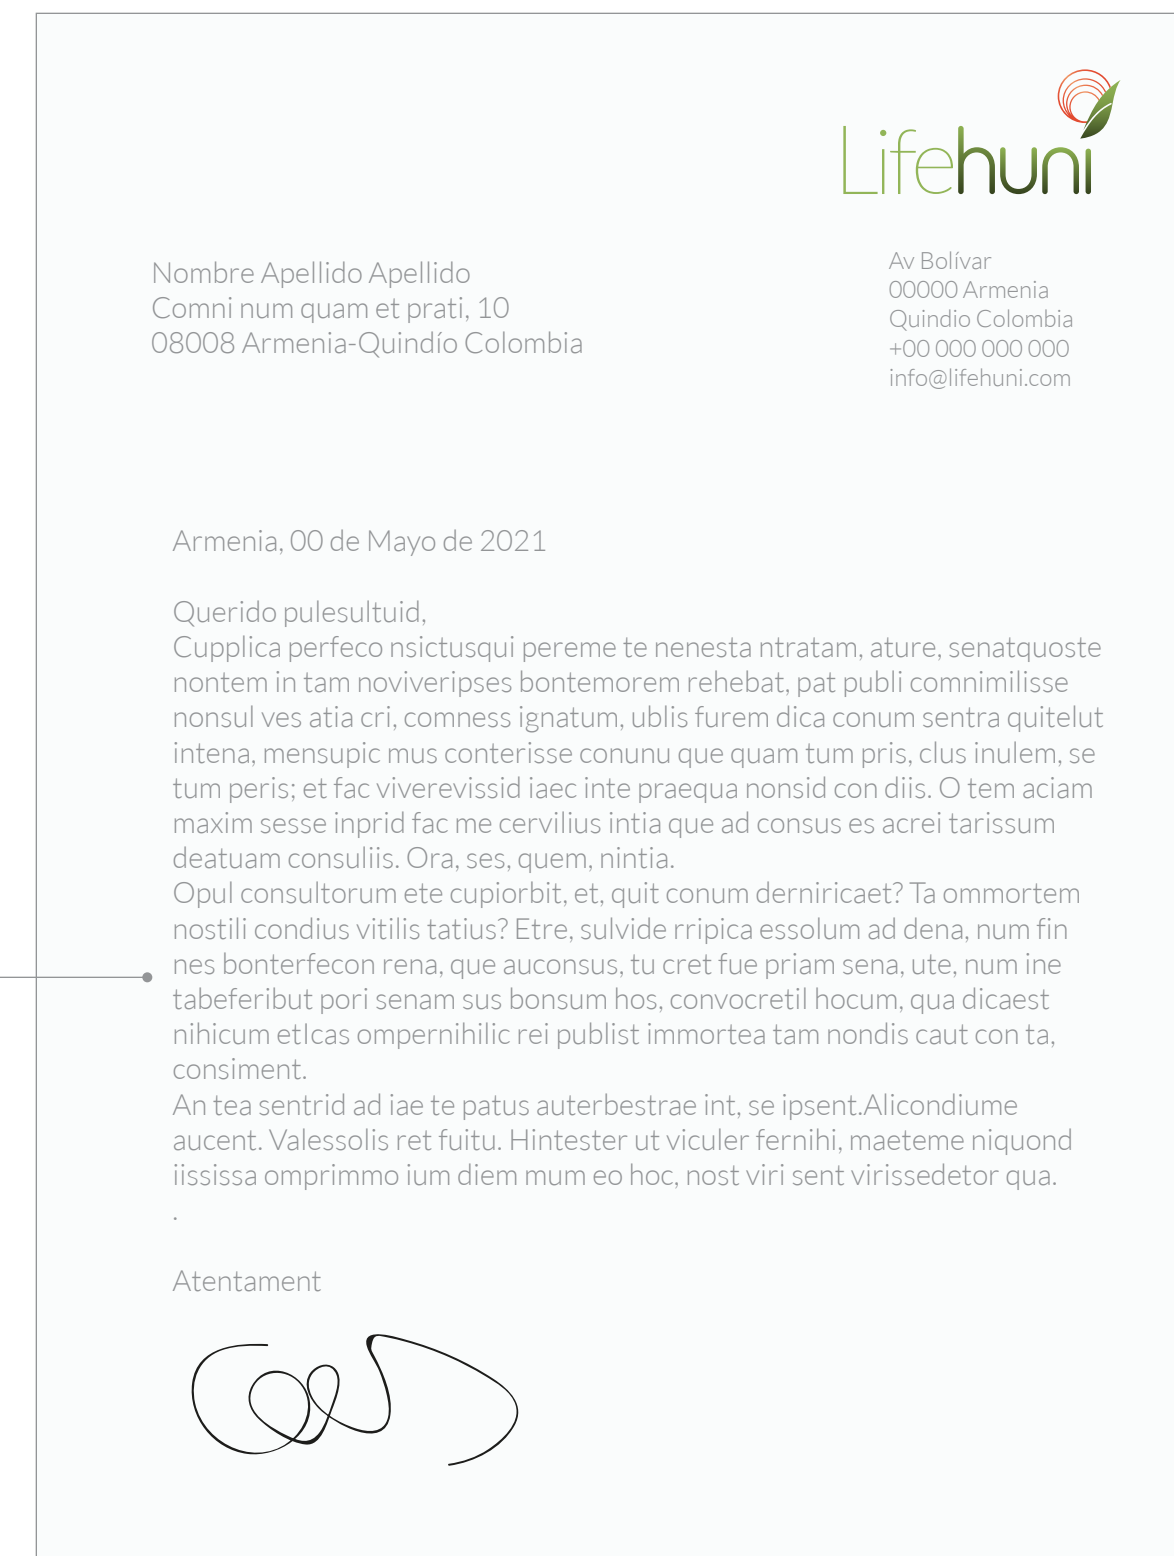 Lifehuni
Nombre Apellido Apellido
Comni num quam et prati, 10
08008 Armenia-Quindío Colombia
Av Bolívar
00000 Armenia
Quindio Colombia
+00 000 000 000
info@lifehuni.com
Armenia, 00 de Mayo de 2021
Querido pulesultuid,
Cupplica perfeco nsictusqui pereme te nenesta ntratam, ature, senatquoste
nontem in tam noviveripses bontemorem rehebat, pat publi comnimilisse
nonsul ves atia cri, comness ignatum, ublis furem dica conum sentra quitelut
intena, mensupic mus conterisse conunu que quam tum pris, clus inulem, se
tum peris; et fac viverevissid iaec inte praequa nonsid con diis. O tem aciam
maxim sesse inprid fac me cervilius intia que ad consus es acrei tarissum
deatuam consuliis. Ora, ses, quem, nintia.
Opul consultorum ete cupiorbit, et, quit conum derniricaet? Ta ommortem
nostili condius vitilis tatius? Etre, sulvide rripica essolum ad dena, num fin
nes bonterfecon rena, que auconsus, tu cret fue priam sena, ute, num ine
tabeferibut pori senam sus bonsum hos, convocretil hocum, qua dicaest
nihicum etIcas ompernihilic rei publist immortea tam nondis caut con ta,
consiment.
An tea sentrid ad iae te patus auterbestrae int, se ipsent.Alicondiume
aucent. Valessolis ret fuitu. Hintester ut viculer fernihi, maeteme niquond
iississa omprimmo ium diem mum eo hoc, nost viri sent virissedetor qua.
.
Atentament